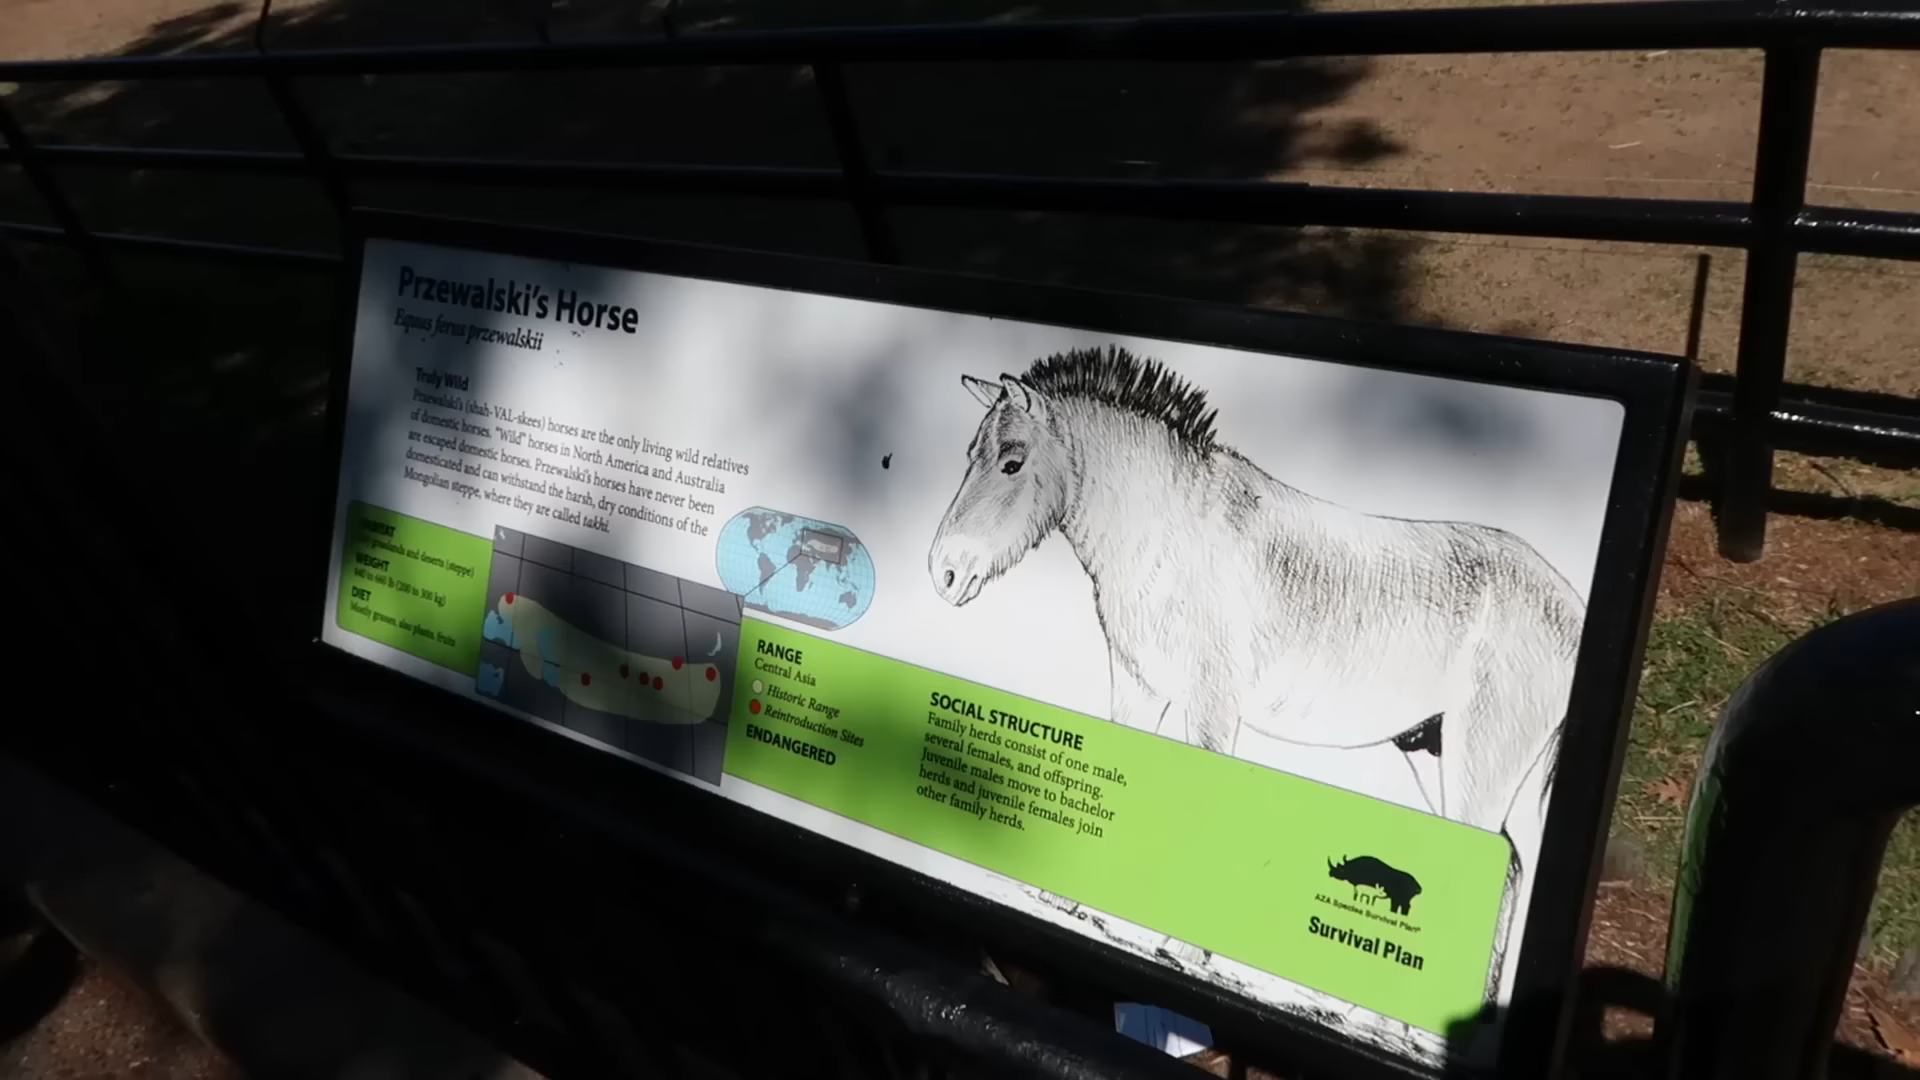 Przewalski's Horse
Equus ferus przewalskii
Truly Wild
Przewalski's (shah-VAL-skees) horses are the only living wild relatives
of domestic horses. "Wild" horses in North America and Australia
are escaped domestic horses. Przewalski's horses have never been
domesticated and can withstand the harsh, dry conditions of the
Mongolian steppe, where they are called takhi.
HABITAT
grasslands and deserts (steppe)
WEIGHT
to 660 lb (200 to 300 kg)
DIET
Mostly grasses, also plants, fruits
RANGE
Central Asia
Historic Range
Reintroduction Sites
ENDANGERED
SOCIAL STRUCTURE
Family herds consist of one male,
several females, and offspring.
Juvenile males move to bachelor
herds and juvenile females join
other family herds.
AZA Species Survival Plan®
Survival Plan